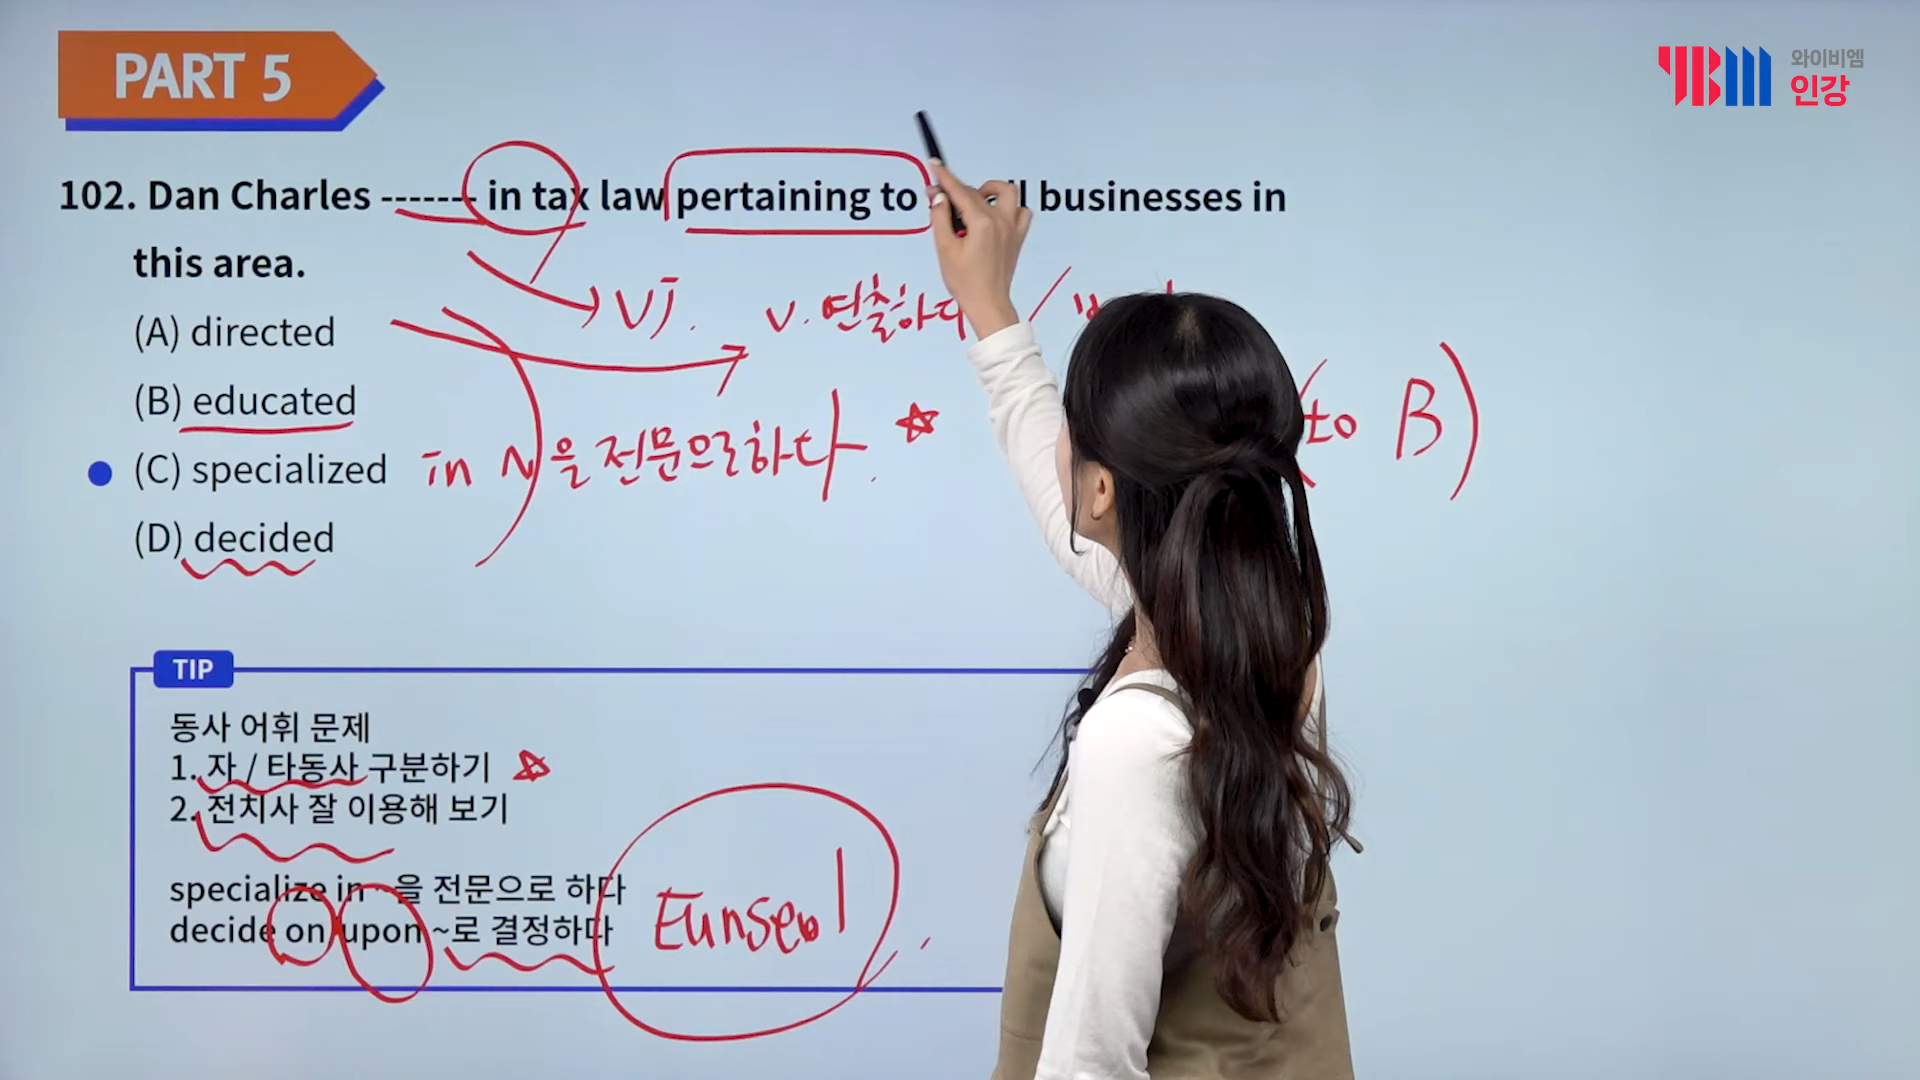 PART 5
YBM 와이비엠
인강
102. Dan Charles ------- in tax law pertaining to businesses in
this area.
(A) directed
(B) educated
(C) specialized
(D) decided
vi.
v. 연출하다 /
(to B)
in N을 전문으로하다.
TIP
동사 어휘 문제
1. 자 / 타동사 구분하기
2. 전치사 잘 이용해 보기
specialize in ~을 전문으로 하다
decide on upon ~로 결정하다
Eunseol